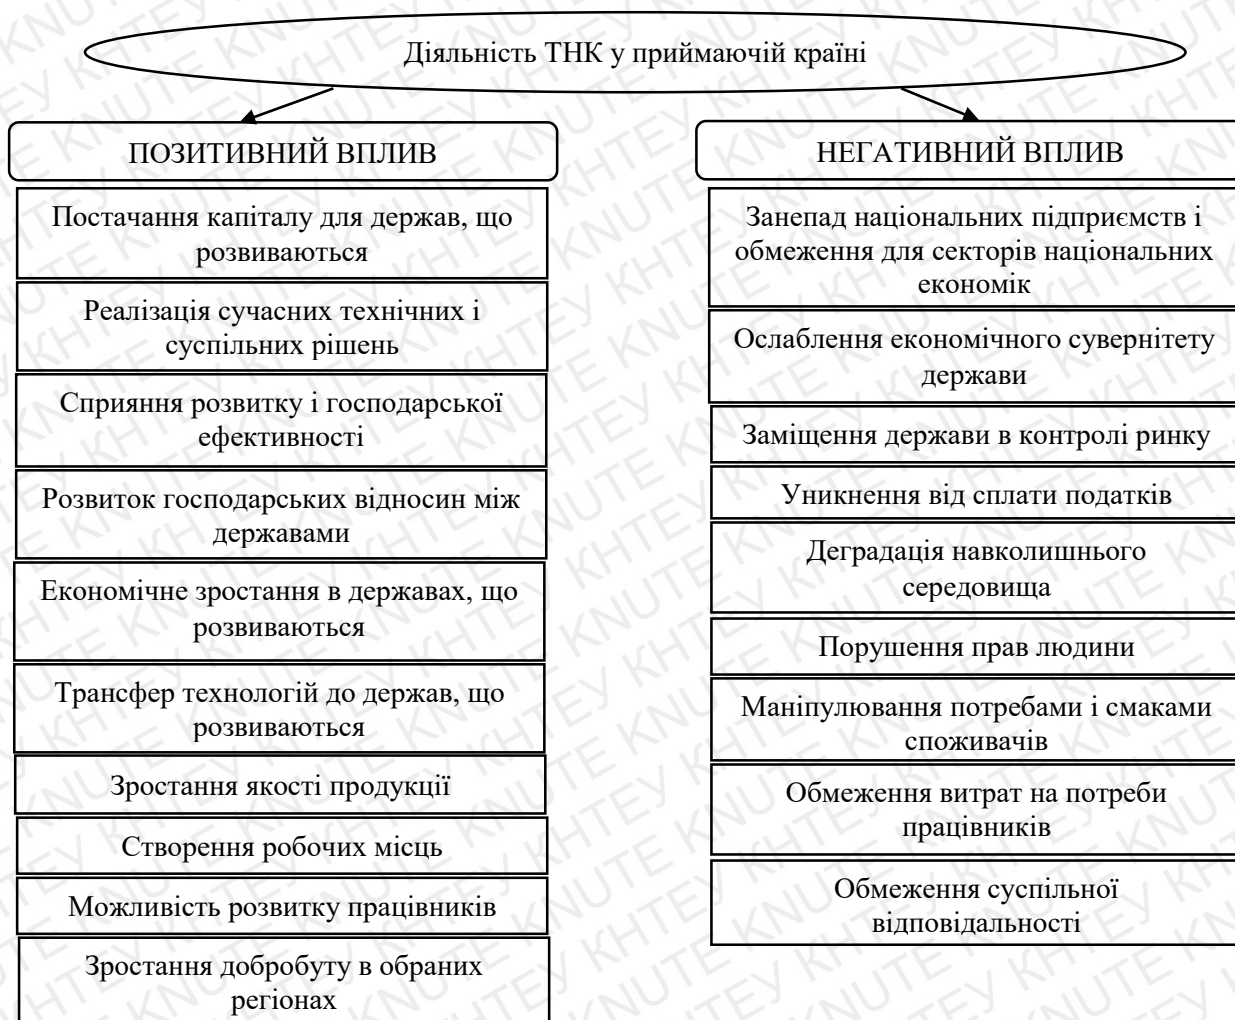 Діяльність ТНК у приймаючій країні
ПОЗИТИВНИЙ ВПЛИВ
Постачання капіталу для держав, що
розвиваються
Реалізація сучасних технічних і
суспільних рішень
Сприяння розвитку і господарської
ефективності
Розвиток господарських відносин між
державами
Економічне зростання в державах, що
розвиваються
Трансфер технологій до держав, що
розвиваються
Зростання якості продукції
Створення робочих місць
Можливість розвитку працівників
Зростання добробуту в обраних
регіонах
НЕГАТИВНИЙ ВПЛИВ
Занепад національних підприємств і
обмеження для секторів національних
економік
Ослаблення економічного сувернітету
держави
Заміщення держави в контролі ринку
Уникнення від сплати податків
Деградація навколишнього
середовища
Порушення прав людини
Маніпулювання потребами і смаками
споживачів
Обмеження витрат на потреби
працівників
Обмеження суспільної
відповідальності